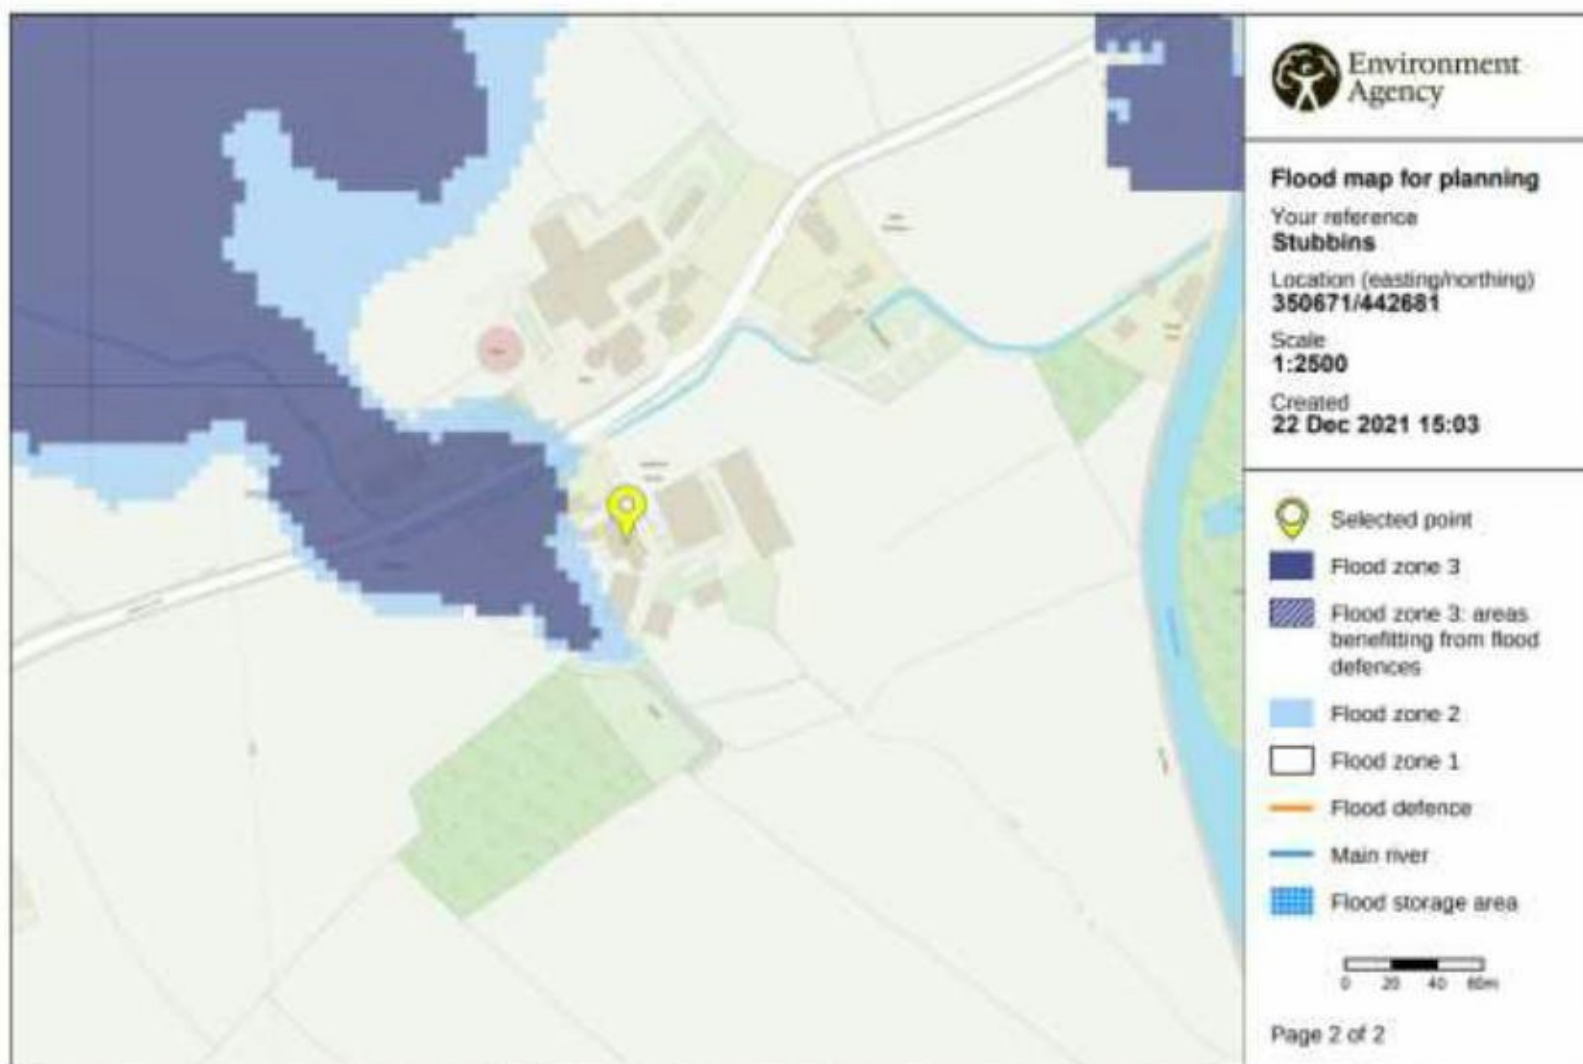 Environment
Agency
Flood map for planning
Your reference
Stubbins
Location (easting/northing)
350671/442681
Scale
1:2500
Created
22 Dec 2021 15:03
Selected point
Flood zone 3
Flood zone 3: areas
benefitting from flood
defences
Flood zone 2
Flood zone 1
Flood defence
Main river
Flood storage area
0 20 40 60m
Page 2 of 2